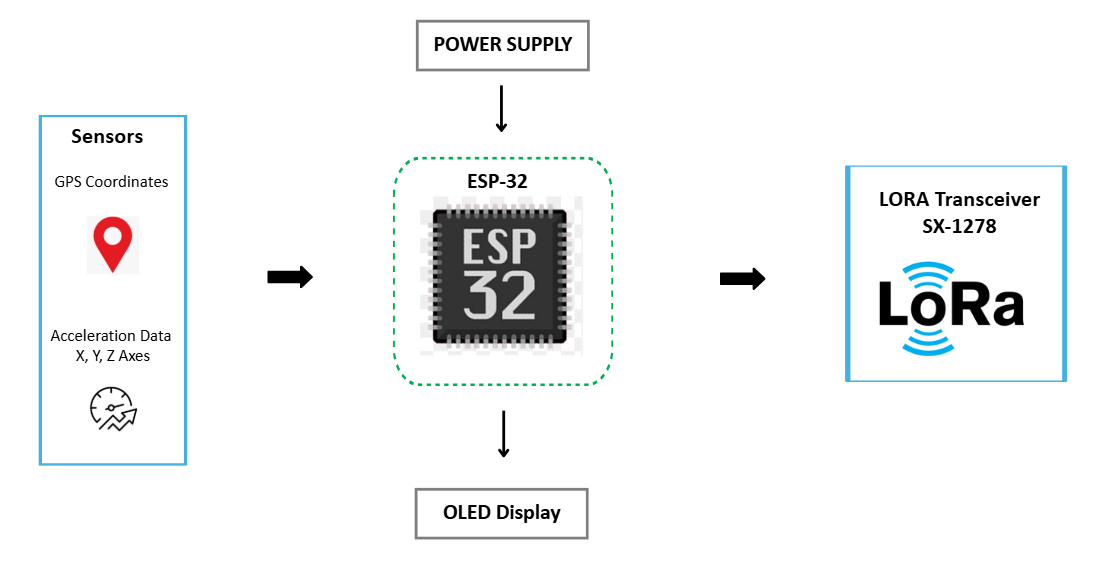 POWER SUPPLY
Sensors
GPS Coordinates
Acceleration Data
X, Y, Z Axes
ESP-32
ESP
32
LORA Transceiver
SX-1278
LoRa
OLED Display